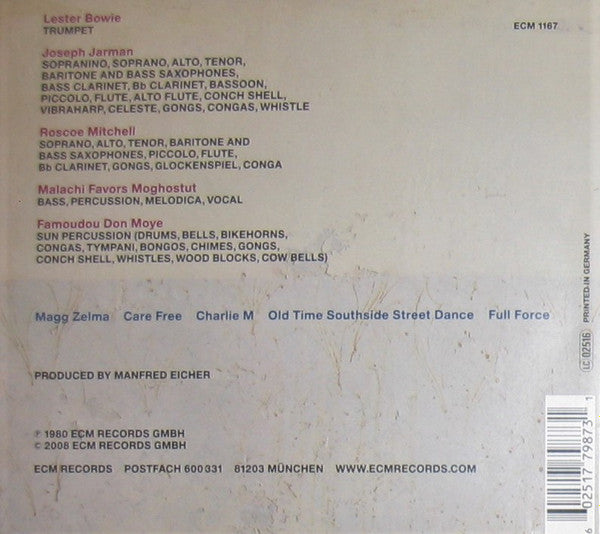 Lester Bowie
TRUMPET
ECM 1167
Joseph Jarman
SOPRANINO, SOPRANO, ALTO, TENOR,
BARITONE AND BASS SAXOPHONES,
BASS CLARINET, Bb CLARINET, BASSOON,
PICCOLO, FLUTE, ALTO FLUTE, CONCH SHELL,
VIBRAHARP, CELESTE, GONGS, CONGAS, WHISTLE
Roscoe Mitchell
SOPRANO, ALTO, TENOR, BARITONE AND
BASS SAXOPHONES, PICCOLO, FLUTE,
Bb CLARINET, GONGS, GLOCKENSPIEL, CONGA
Malachi Favors Moghostut
BASS, PERCUSSION, MELODICA, VOCAL
Famoudou Don Moye
SUN PERCUSSION (DRUMS, BELLS, BIKEHORNS,
CONGAS, TYMPANI, BONGOS, CHIMES, GONGS,
CONCH SHELL, WHISTLES, WOOD BLOCKS, COW BELLS)
Magg Zelma Care Free Charlie M Old Time Southside Street Dance Full Force
PRODUCED BY MANFRED EICHER
℗ 1980 ECM RECORDS GMBH
© 2008 ECM RECORDS GMBH
ECM RECORDS POSTFACH 600 331 81203 MÜNCHEN WWW.ECMRECORDS.COM
LC 02516 PRINTED IN GERMANY
6 02517 79873 1